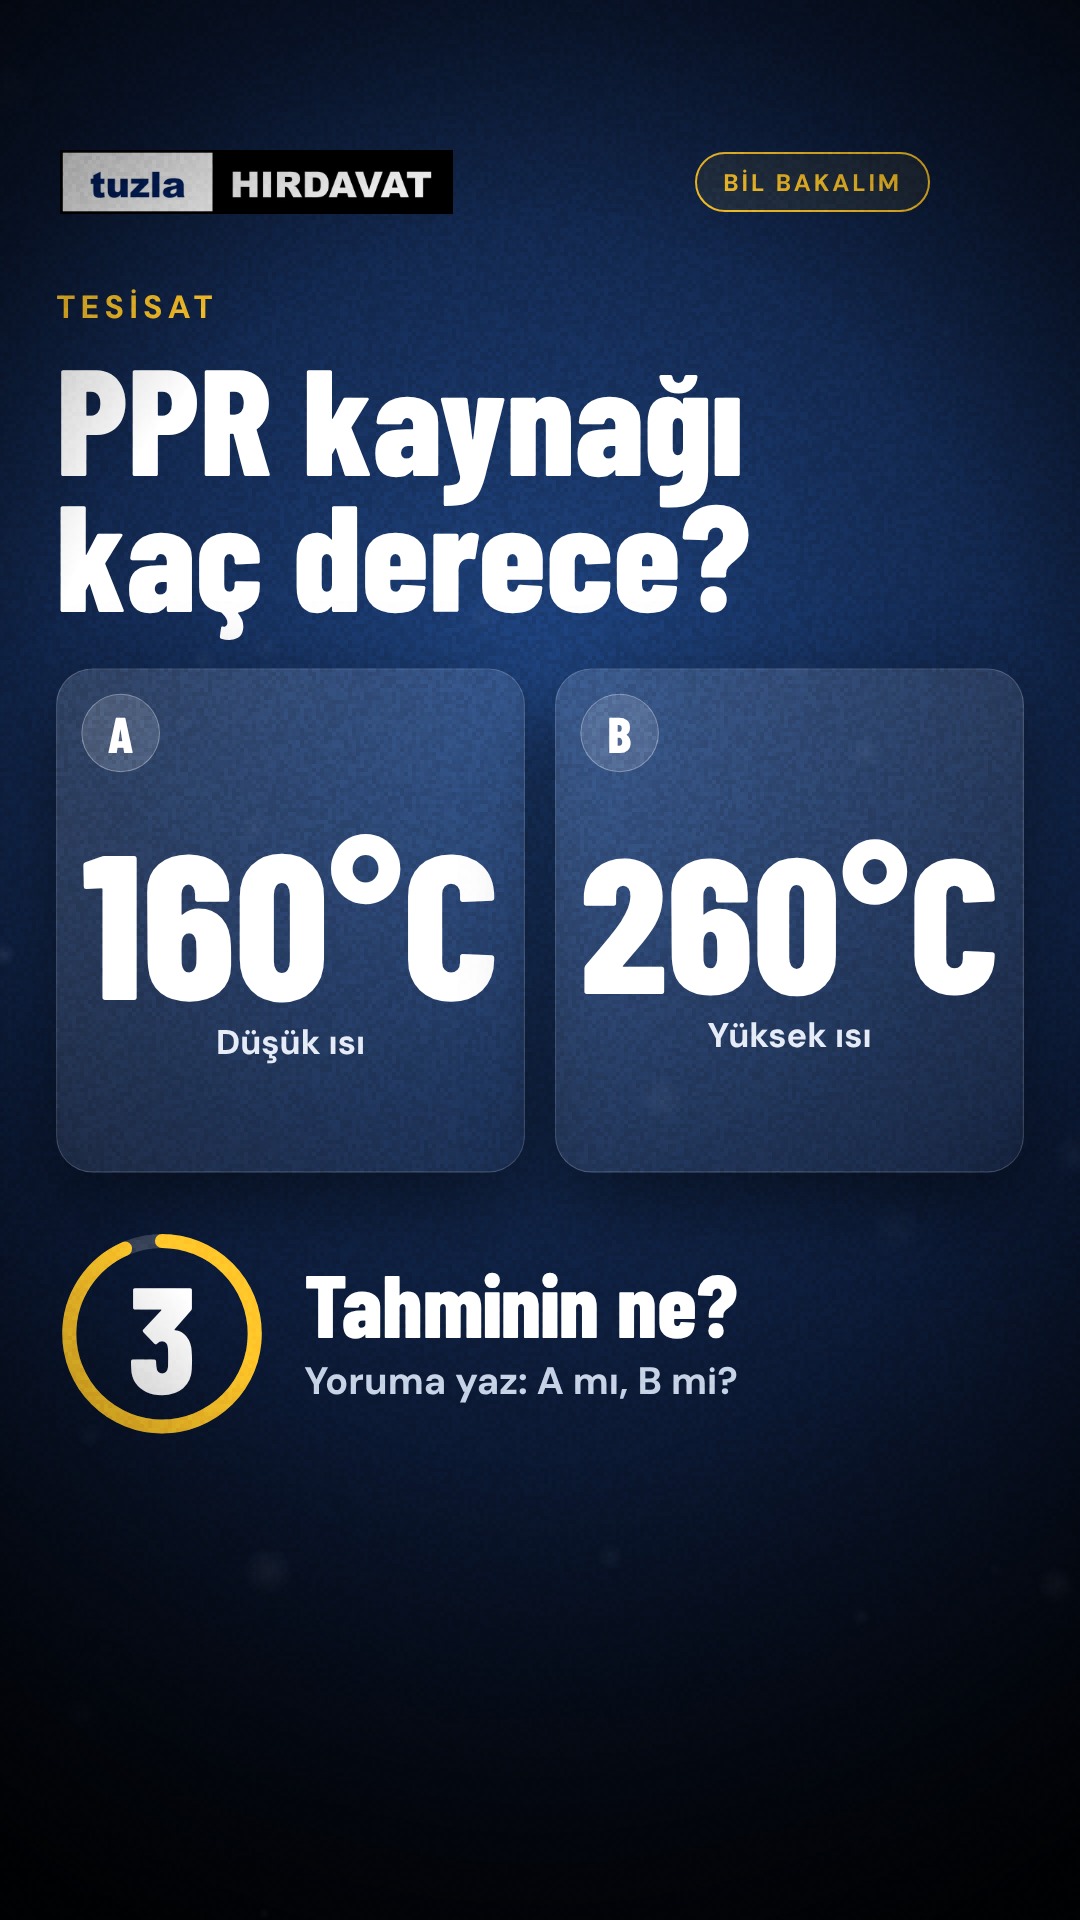 tuzla HIRDAVAT
BİL BAKALIM
TESİSAT
PPR kaynağı
kaç derece?
A
160°C
Düşük ısı
B
260°C
Yüksek ısı
3
Tahminin ne?
Yoruma yaz: A mı, B mi?